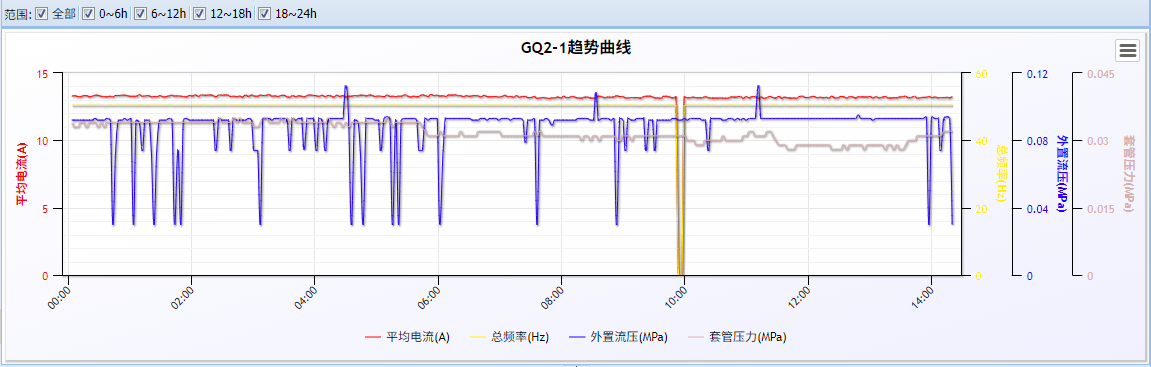 范围: 全部 0~6h 6~12h 12~18h 18~24h
GQ2-1趋势曲线
15 60 0.12 0.045
10 40 0.08 0.03
5 20 0.04 0.015
0 0 0 0
平均电流(A)
总频率(Hz)
外置流压(MPa)
套管压力(MPa)
00:00 02:00 04:00 06:00 08:00 10:00 12:00 14:00
平均电流(A) 总频率(Hz) 外置流压(MPa) 套管压力(MPa)